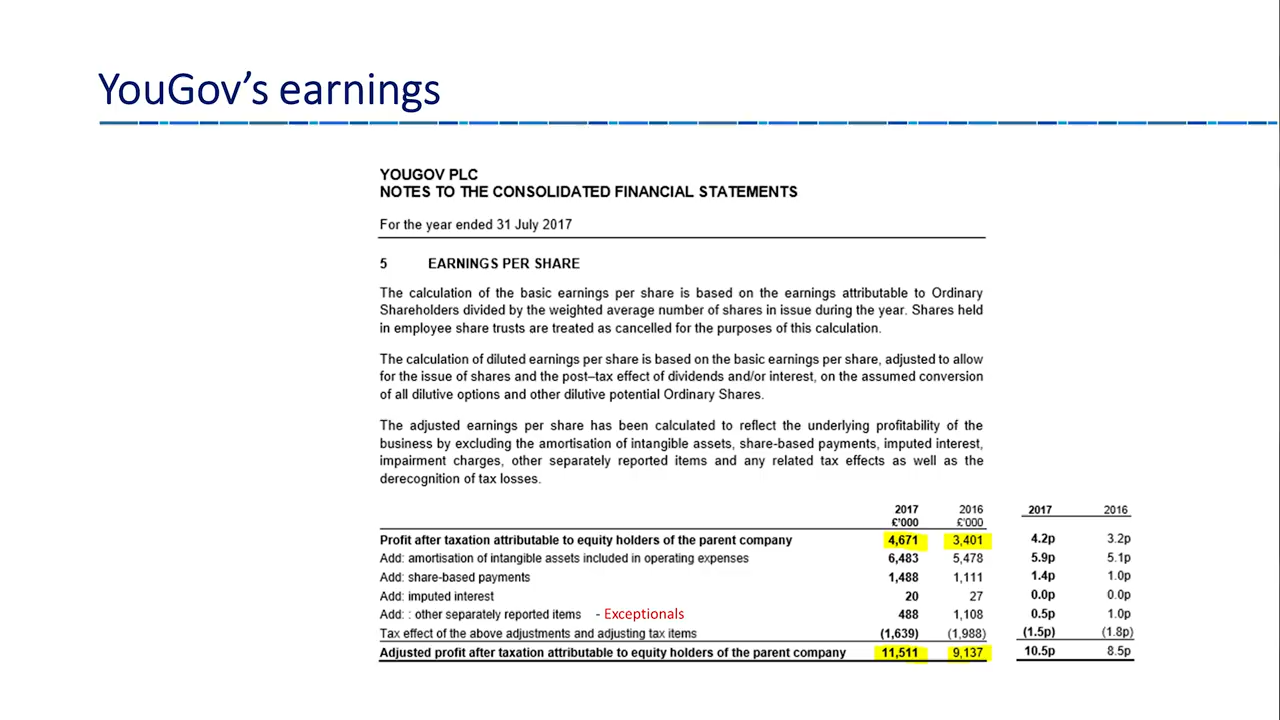 YouGov’s earnings
YOUGOV PLC
NOTES TO THE CONSOLIDATED FINANCIAL STATEMENTS
For the year ended 31 July 2017
5 EARNINGS PER SHARE
The calculation of the basic earnings per share is based on the earnings attributable to Ordinary
Shareholders divided by the weighted average number of shares in issue during the year. Shares held
in employee share trusts are treated as cancelled for the purposes of this calculation.
The calculation of diluted earnings per share is based on the basic earnings per share, adjusted to allow
for the issue of shares and the post–tax effect of dividends and/or interest, on the assumed conversion
of all dilutive options and other dilutive potential Ordinary Shares.
The adjusted earnings per share has been calculated to reflect the underlying profitability of the
business by excluding the amortisation of intangible assets, share-based payments, imputed interest,
impairment charges, other separately reported items and any related tax effects as well as the
derecognition of tax losses.
2017 2016 2017 2016
£'000 £'000
Profit after taxation attributable to equity holders of the parent company 4,671 3,401 4.2p 3.2p
Add: amortisation of intangible assets included in operating expenses 6,483 5,478 5.9p 5.1p
Add: share-based payments 1,488 1,111 1.4p 1.0p
Add: imputed interest 20 27 0.0p 0.0p
Add: : other separately reported items - Exceptionals 488 1,108 0.5p 1.0p
Tax effect of the above adjustments and adjusting tax items (1,639) (1,988) (1.5p) (1.8p)
Adjusted profit after taxation attributable to equity holders of the parent company 11,511 9,137 10.5p 8.5p